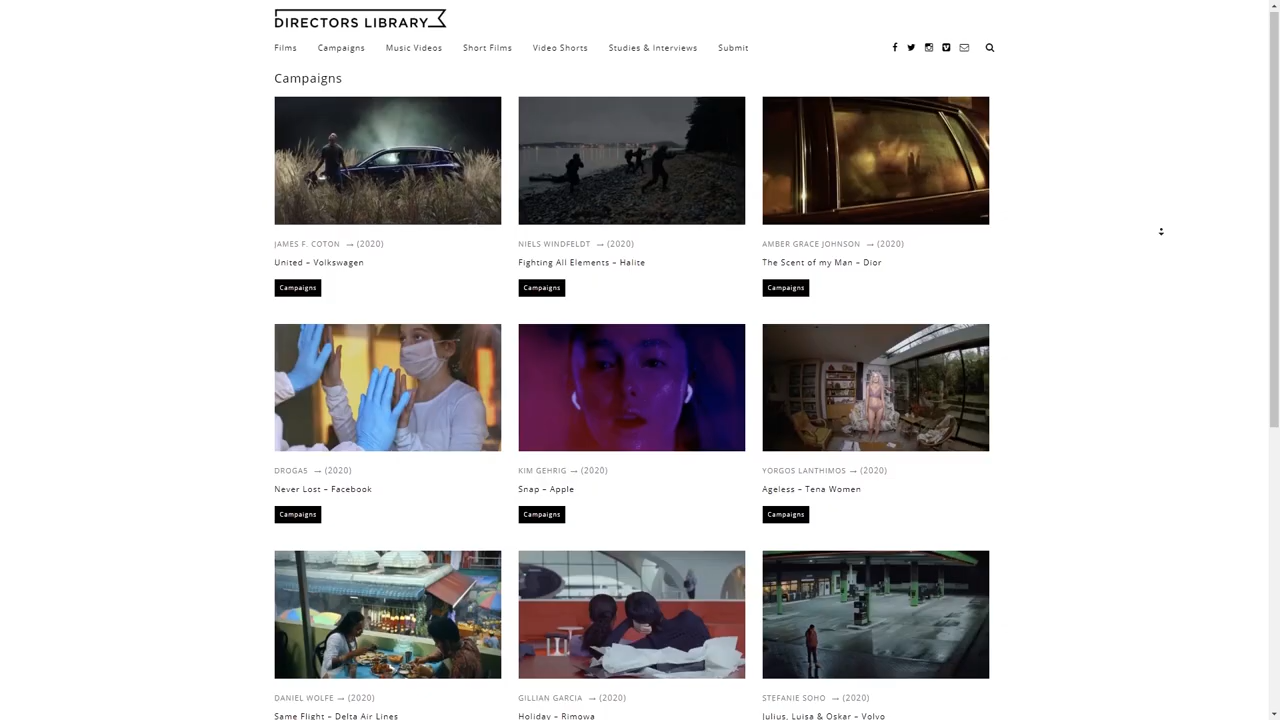 DIRECTORS LIBRARY
Films Campaigns Music Videos Short Films Video Shorts Studies & Interviews Submit
Campaigns
JAMES F. COTON → (2020) NIELS WINDFELDT → (2020) AMBER GRACE JOHNSON → (2020)
United – Volkswagen Fighting All Elements – Halite The Scent of my Man – Dior
Campaigns Campaigns Campaigns
DROGAS → (2020) KIM GEHRIG → (2020) YORGOS LANTHIMOS → (2020)
Never Lost – Facebook Snap – Apple Ageless – Tena Women
Campaigns Campaigns Campaigns
DANIEL WOLFE → (2020) GILLIAN GARCIA → (2020) STEFANIE SOHO → (2020)
Same Flight – Delta Air Lines Holiday – Rimowa Julius, Luisa & Oskar – Volvo